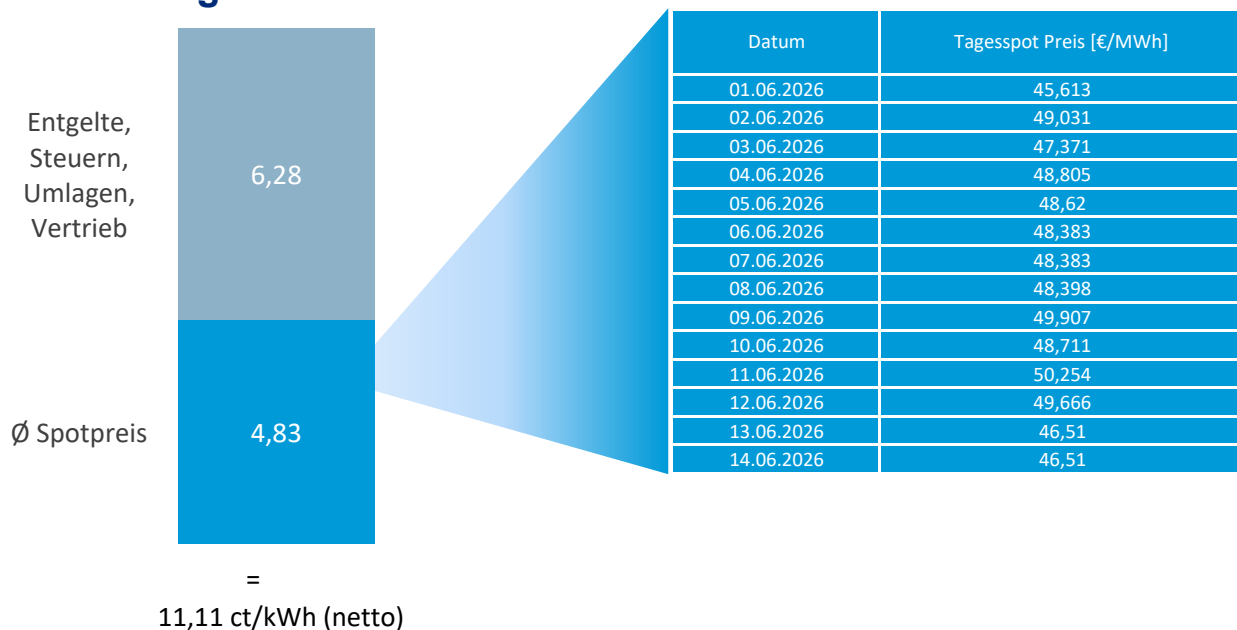 Entgelte,
Steuern,
Umlagen,
Vertrieb
6,28
Ø Spotpreis
4,83
=
11,11 ct/kWh (netto)
Datum Tagesspot Preis [€/MWh]
01.06.2026 45,613
02.06.2026 49,031
03.06.2026 47,371
04.06.2026 48,805
05.06.2026 48,62
06.06.2026 48,383
07.06.2026 48,383
08.06.2026 48,398
09.06.2026 49,907
10.06.2026 48,711
11.06.2026 50,254
12.06.2026 49,666
13.06.2026 46,51
14.06.2026 46,51